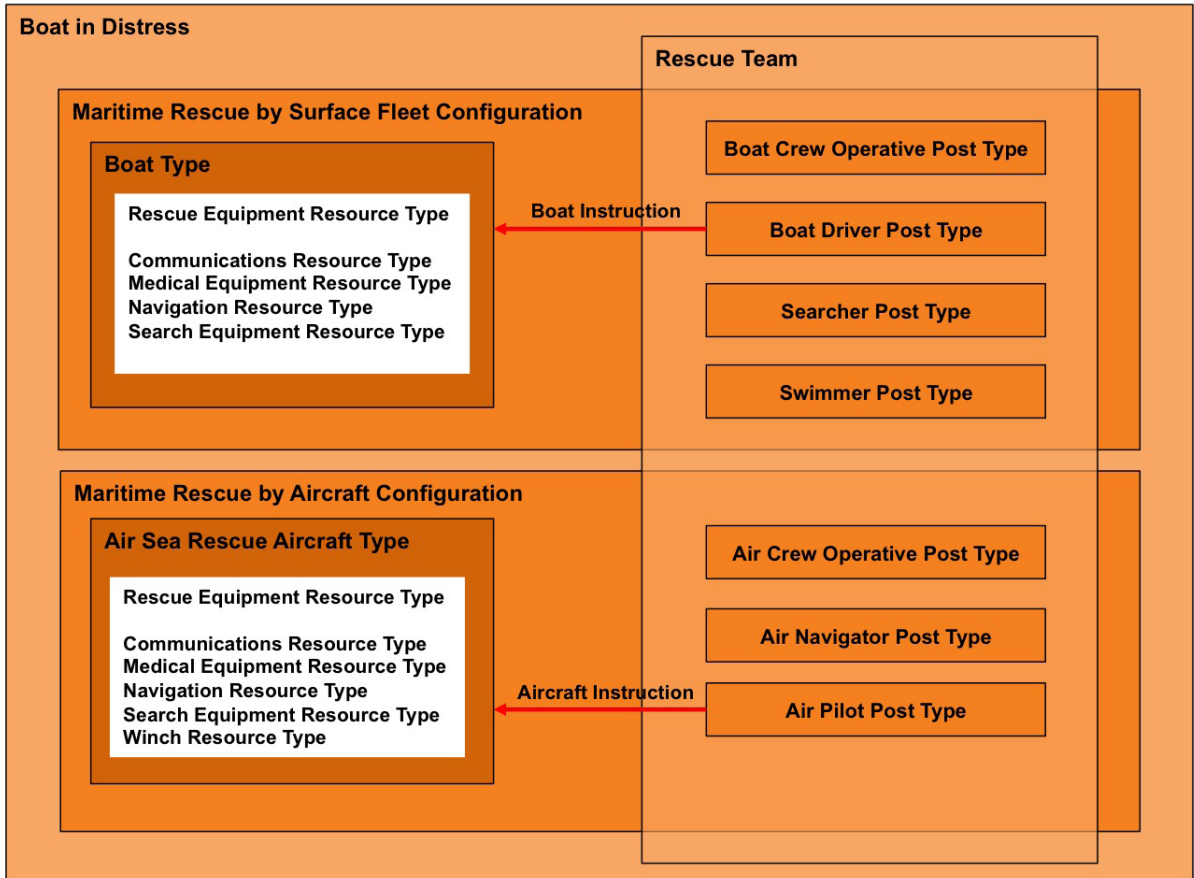 Boat in Distress
Rescue Team
Maritime Rescue by Surface Fleet Configuration
Boat Type
Rescue Equipment Resource Type
Communications Resource Type
Medical Equipment Resource Type
Navigation Resource Type
Search Equipment Resource Type
Boat Instruction
Boat Crew Operative Post Type
Boat Driver Post Type
Searcher Post Type
Swimmer Post Type
Maritime Rescue by Aircraft Configuration
Air Sea Rescue Aircraft Type
Rescue Equipment Resource Type
Communications Resource Type
Medical Equipment Resource Type
Navigation Resource Type
Search Equipment Resource Type
Winch Resource Type
Aircraft Instruction
Air Crew Operative Post Type
Air Navigator Post Type
Air Pilot Post Type